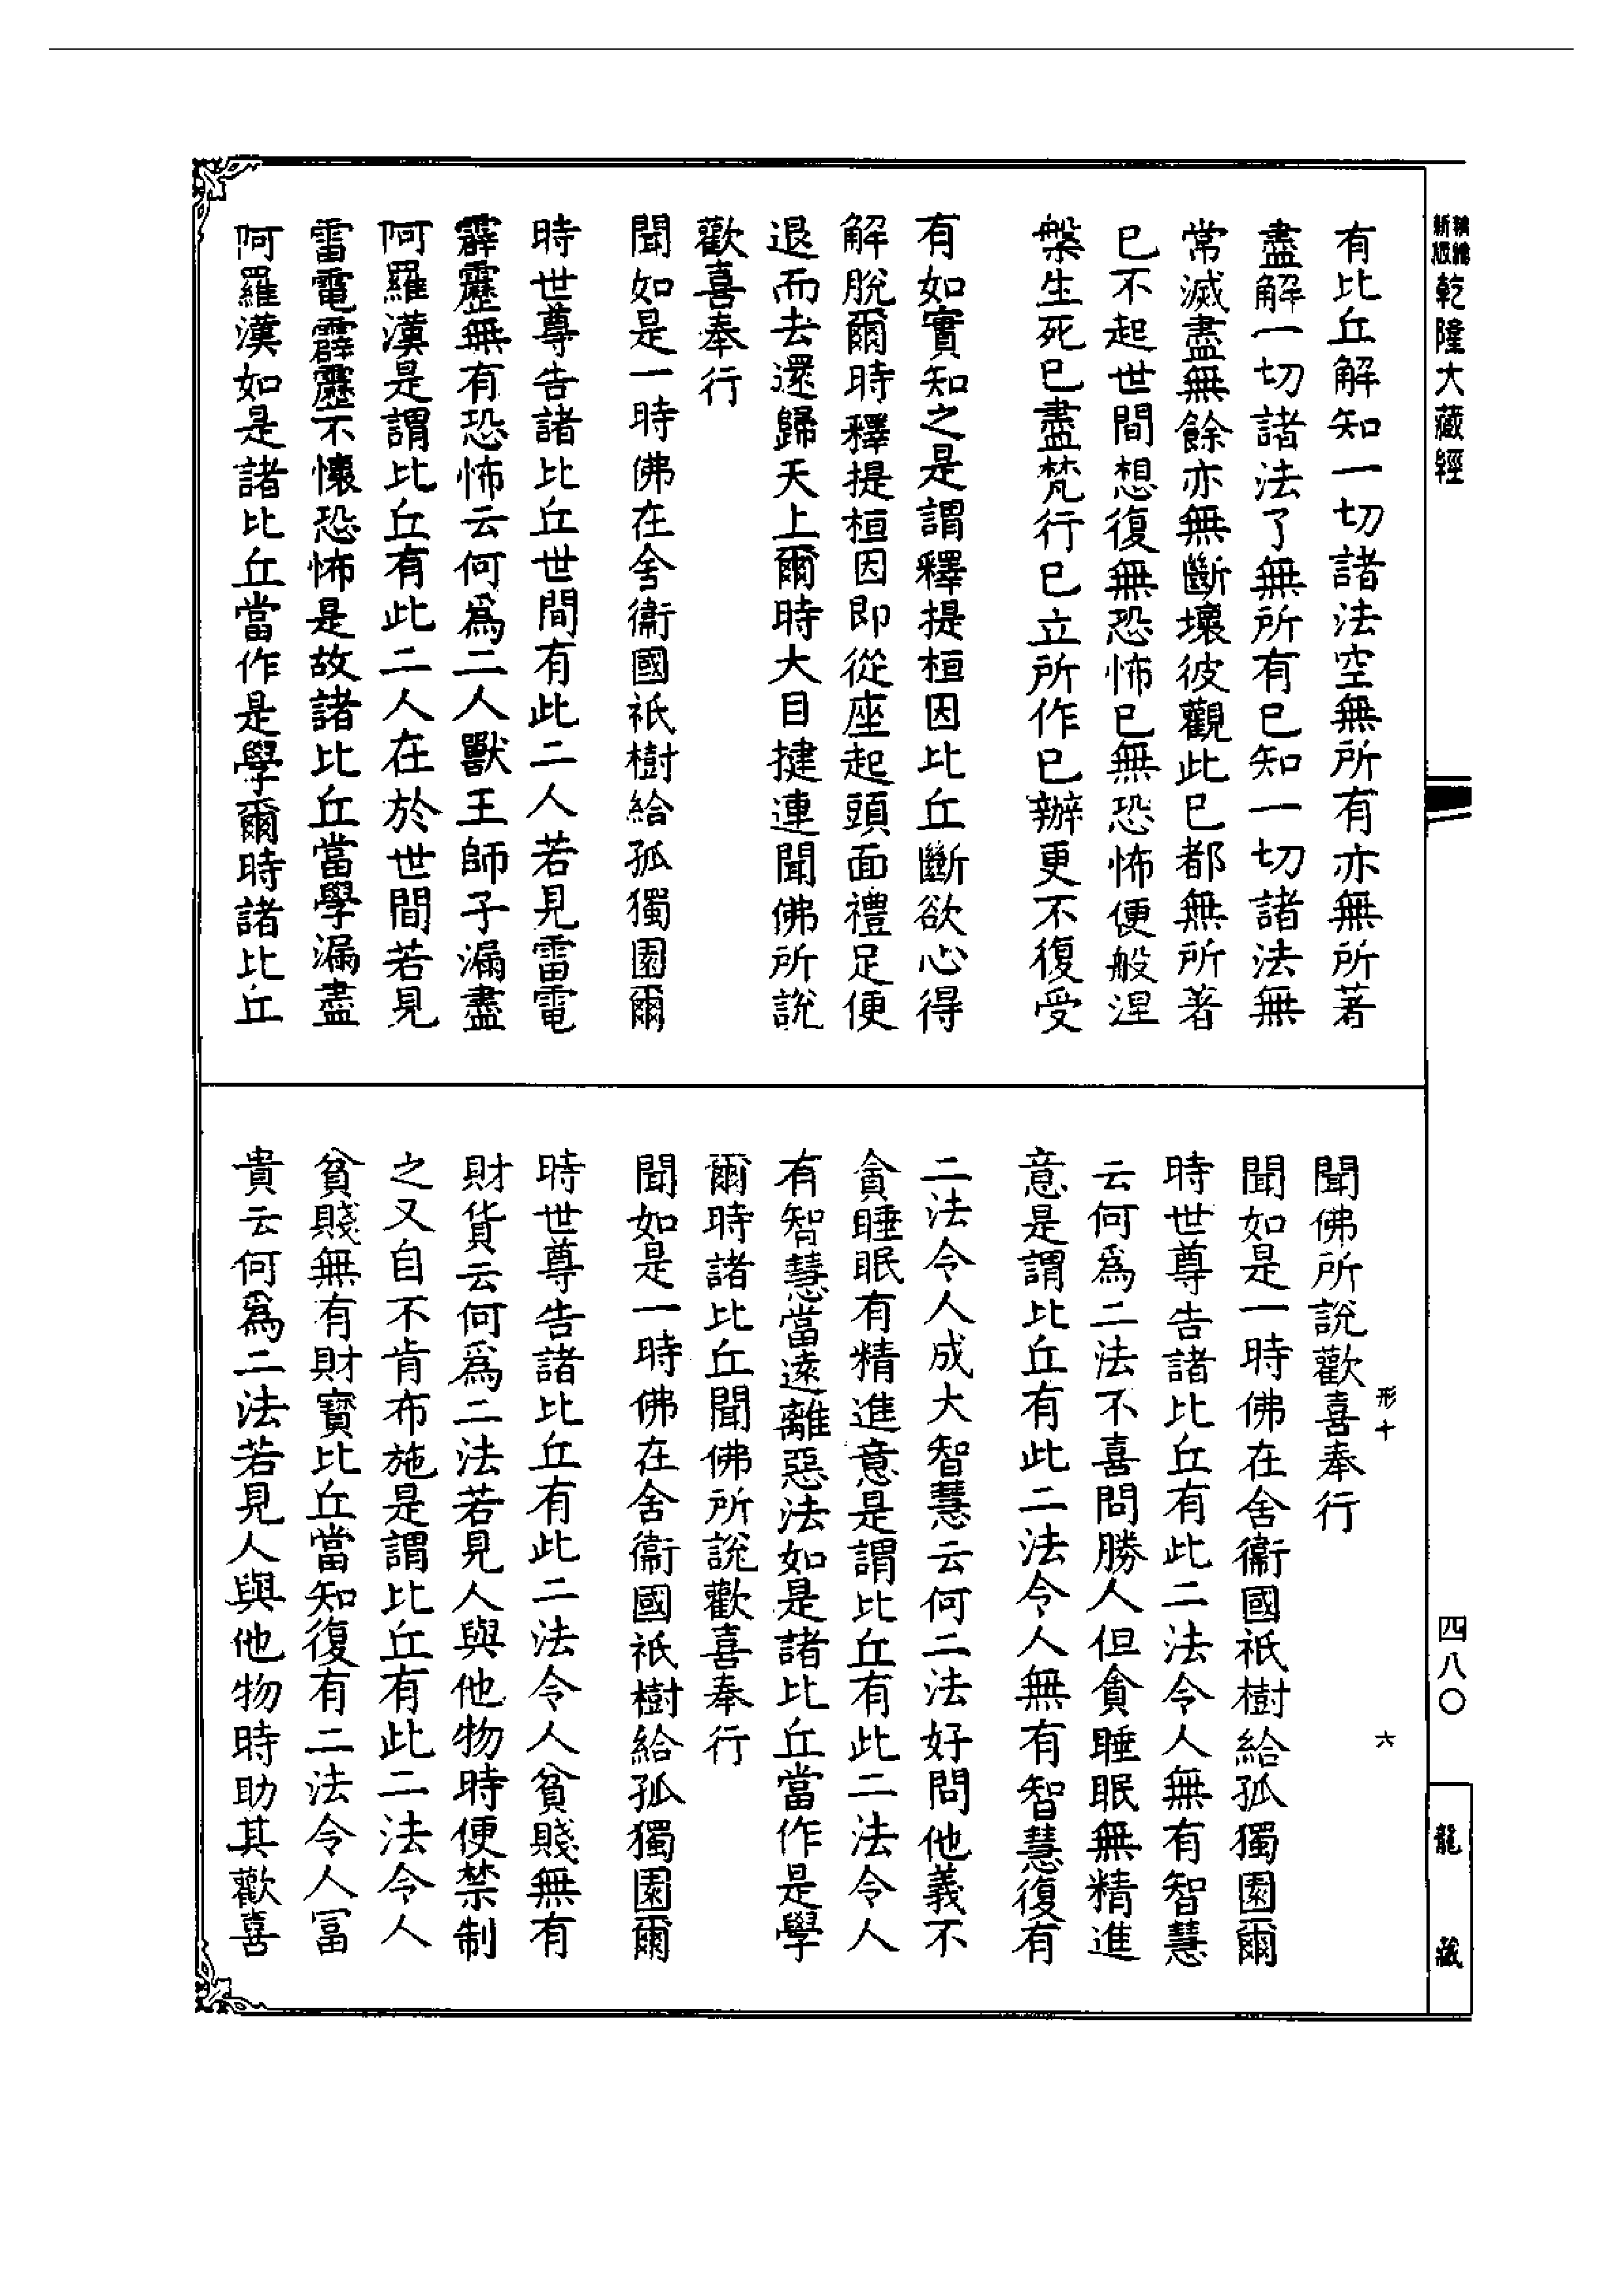 新編縮版
乾隆大藏經
有比丘解知一切諸法空無所有亦無所著
盡解一切諸法了無所有已知一切諸法無
常滅盡無餘亦無斷壞彼觀此已都無所著
已不起世間想復無恐怖已無恐怖便般涅
槃生死已盡梵行已立所作已辦更不復受
有如實知之是謂釋提桓因比丘斷欲心得
解脫爾時釋提桓因即從座起頭面禮足便
退而去還歸天上爾時大目揵連聞佛所說
歡喜奉行
聞如是一時佛在舍衛國祇樹給孤獨園爾
時世尊告諸比丘世間有此二人若見雷電
霹靂無有恐怖云何為二人獸王師子漏盡
阿羅漢是謂比丘有此二人在於世間若見
雷電霹靂不懷恐怖是故諸比丘當學漏盡
阿羅漢如是諸比丘當作是學爾時諸比丘
聞佛所說歡喜奉行
聞如是一時佛在舍衛國祇樹給孤獨園爾
時世尊告諸比丘有此二法令人無有智慧
云何為二法不喜問勝人但貪睡眠無精進
意是謂比丘有此二法令人無有智慧復有
二法令人成大智慧云何二法好問他義不
貪睡眠有精進意是謂比丘有此二法令人
有智慧當遠離惡法如是諸比丘當作是學
爾時諸比丘聞佛所說歡喜奉行
聞如是一時佛在舍衛國祇樹給孤獨園爾
時世尊告諸比丘有此二法令人貧賤無有
財貨云何為二法若見人與他物時便禁制
之又自不肯布施是謂比丘有此二法令人
貧賤無有財寶比丘當知復有二法令人富
貴云何為二法若見人與他物時助其歡喜
形十
六
四八〇
龍藏